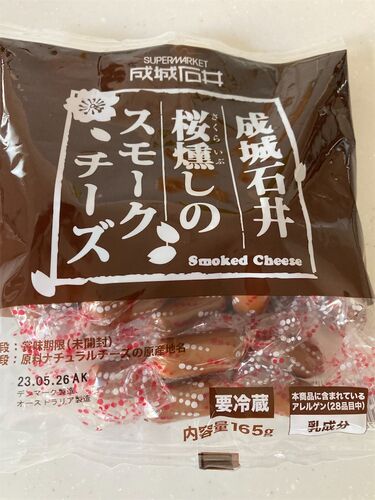 SUPERMARKET
成城石井
成城石井
さくらいぶ
桜燻しの
スモーク
チーズ
Smoked Cheese
段：賞味期限(未開封)
段：原料ナチュラルチーズの原産地名
23.05.26AK
デンマーク製造
オーストラリア製造
要冷蔵
内容量165g
本商品に含まれている
アレルゲン(28品目中)
乳成分